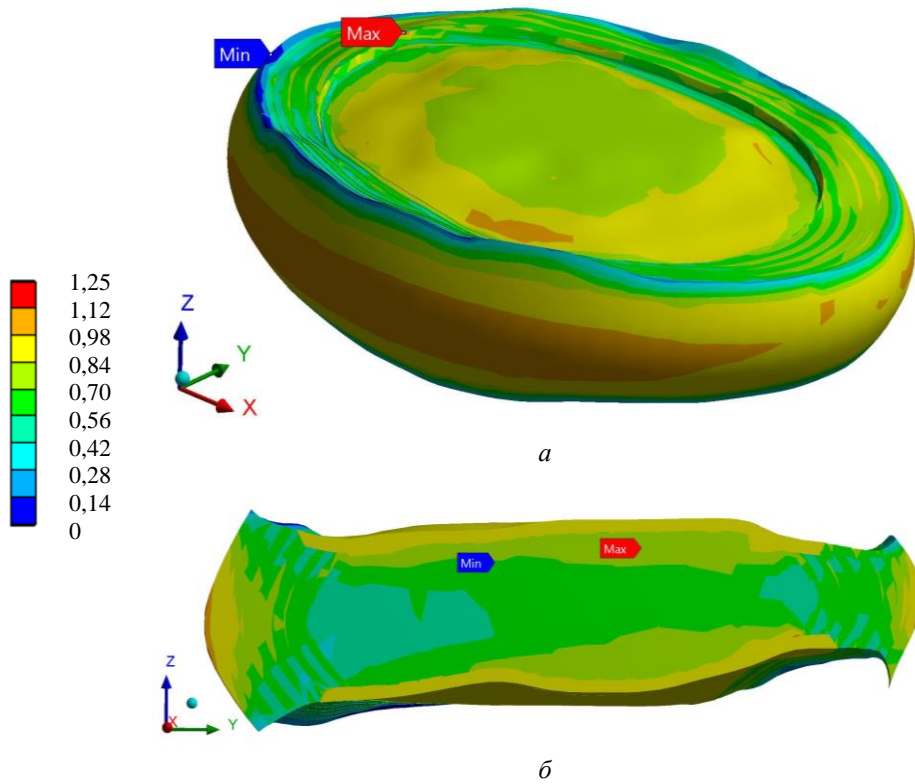 Min
Max
1,25
1,12
0,98
0,84
0,70
0,56
0,42
0,28
0,14
0
Z
Y
X
а
Min
Max
Z
X
Y
б